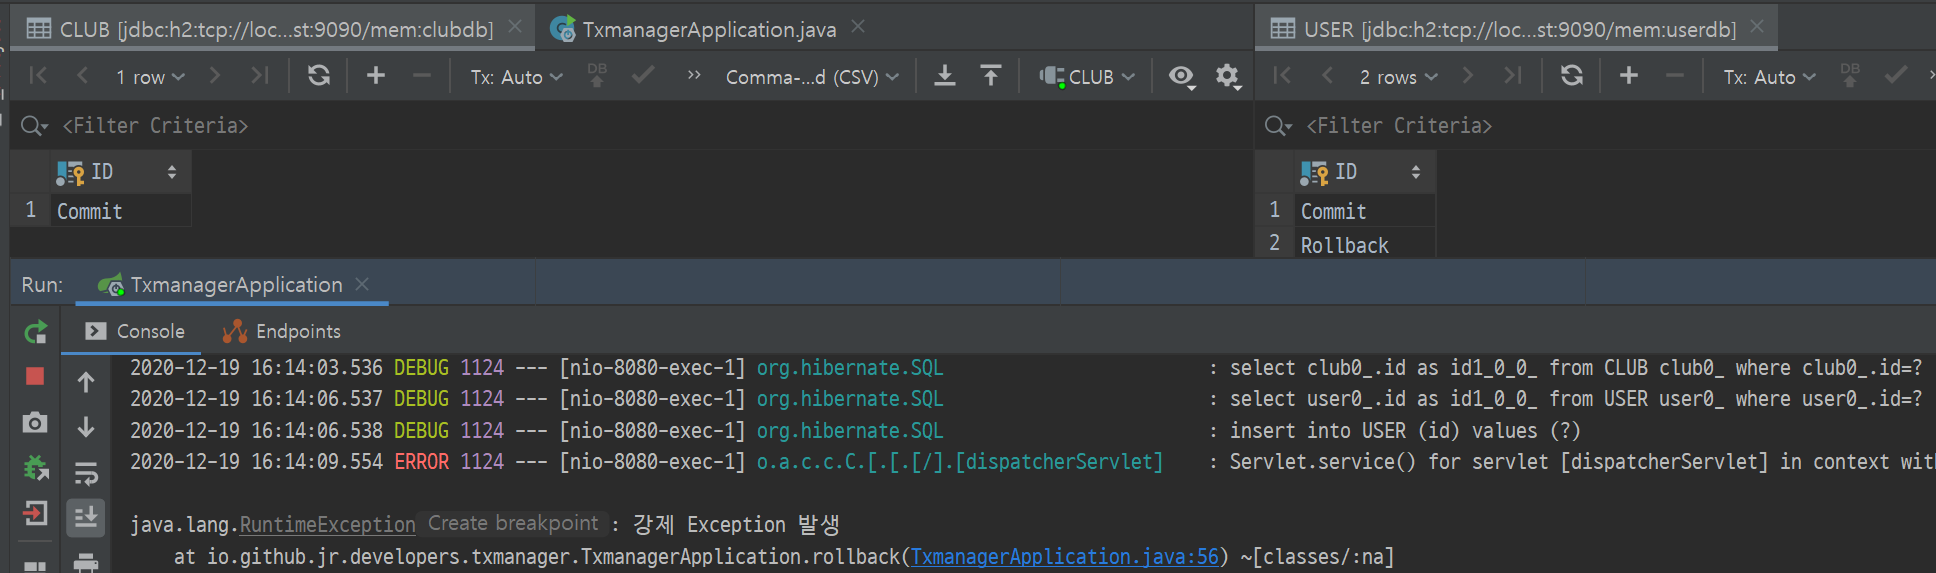 CLUB [jdbc:h2:tcp://loc...st:9090/mem:clubdb] TxmanagerApplication.java USER [jdbc:h2:tcp://loc...st:9090/mem:userdb]
1 row Tx: Auto DB Comma-...d (CSV) CLUB 2 rows Tx: Auto DB
<Filter Criteria> <Filter Criteria>
ID ID
1 Commit 1 Commit
2 Rollback
Run: TxmanagerApplication
Console Endpoints
2020-12-19 16:14:03.536 DEBUG 1124 --- [nio-8080-exec-1] org.hibernate.SQL : select club0_.id as id1_0_0_ from CLUB club0_ where club0_.id=?
2020-12-19 16:14:06.537 DEBUG 1124 --- [nio-8080-exec-1] org.hibernate.SQL : select user0_.id as id1_0_0_ from USER user0_ where user0_.id=?
2020-12-19 16:14:06.538 DEBUG 1124 --- [nio-8080-exec-1] org.hibernate.SQL : insert into USER (id) values (?)
2020-12-19 16:14:09.554 ERROR 1124 --- [nio-8080-exec-1] o.a.c.c.C.[.[.[/].[dispatcherServlet] : Servlet.service() for servlet [dispatcherServlet] in context wit
java.lang.RuntimeException Create breakpoint : 강제 Exception 발생
at io.github.jr.developers.txmanager.TxmanagerApplication.rollback(TxmanagerApplication.java:56) ~[classes/:na]